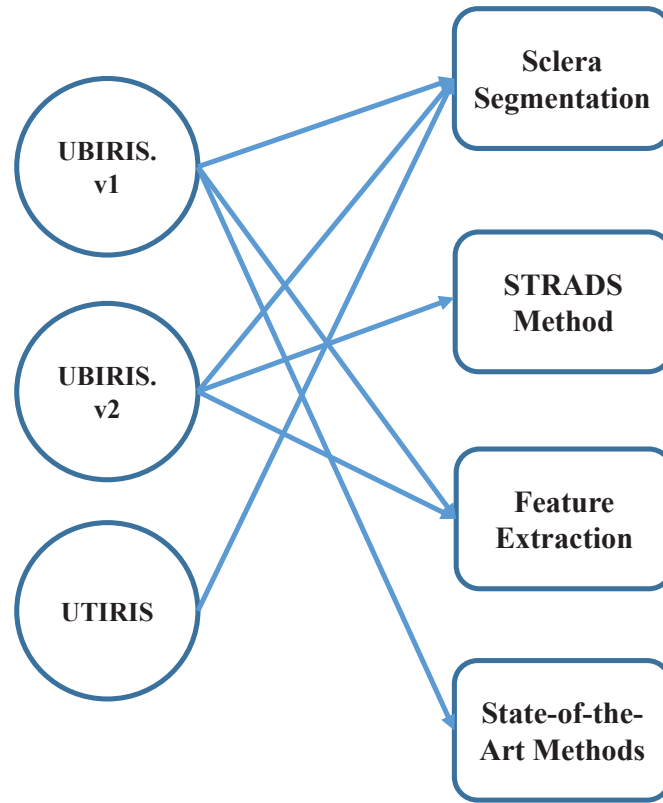 UBIRIS.
v1
UBIRIS.
v2
UTIRIS
Sclera
Segmentation
STRADS
Method
Feature
Extraction
State-of-the-
Art Methods